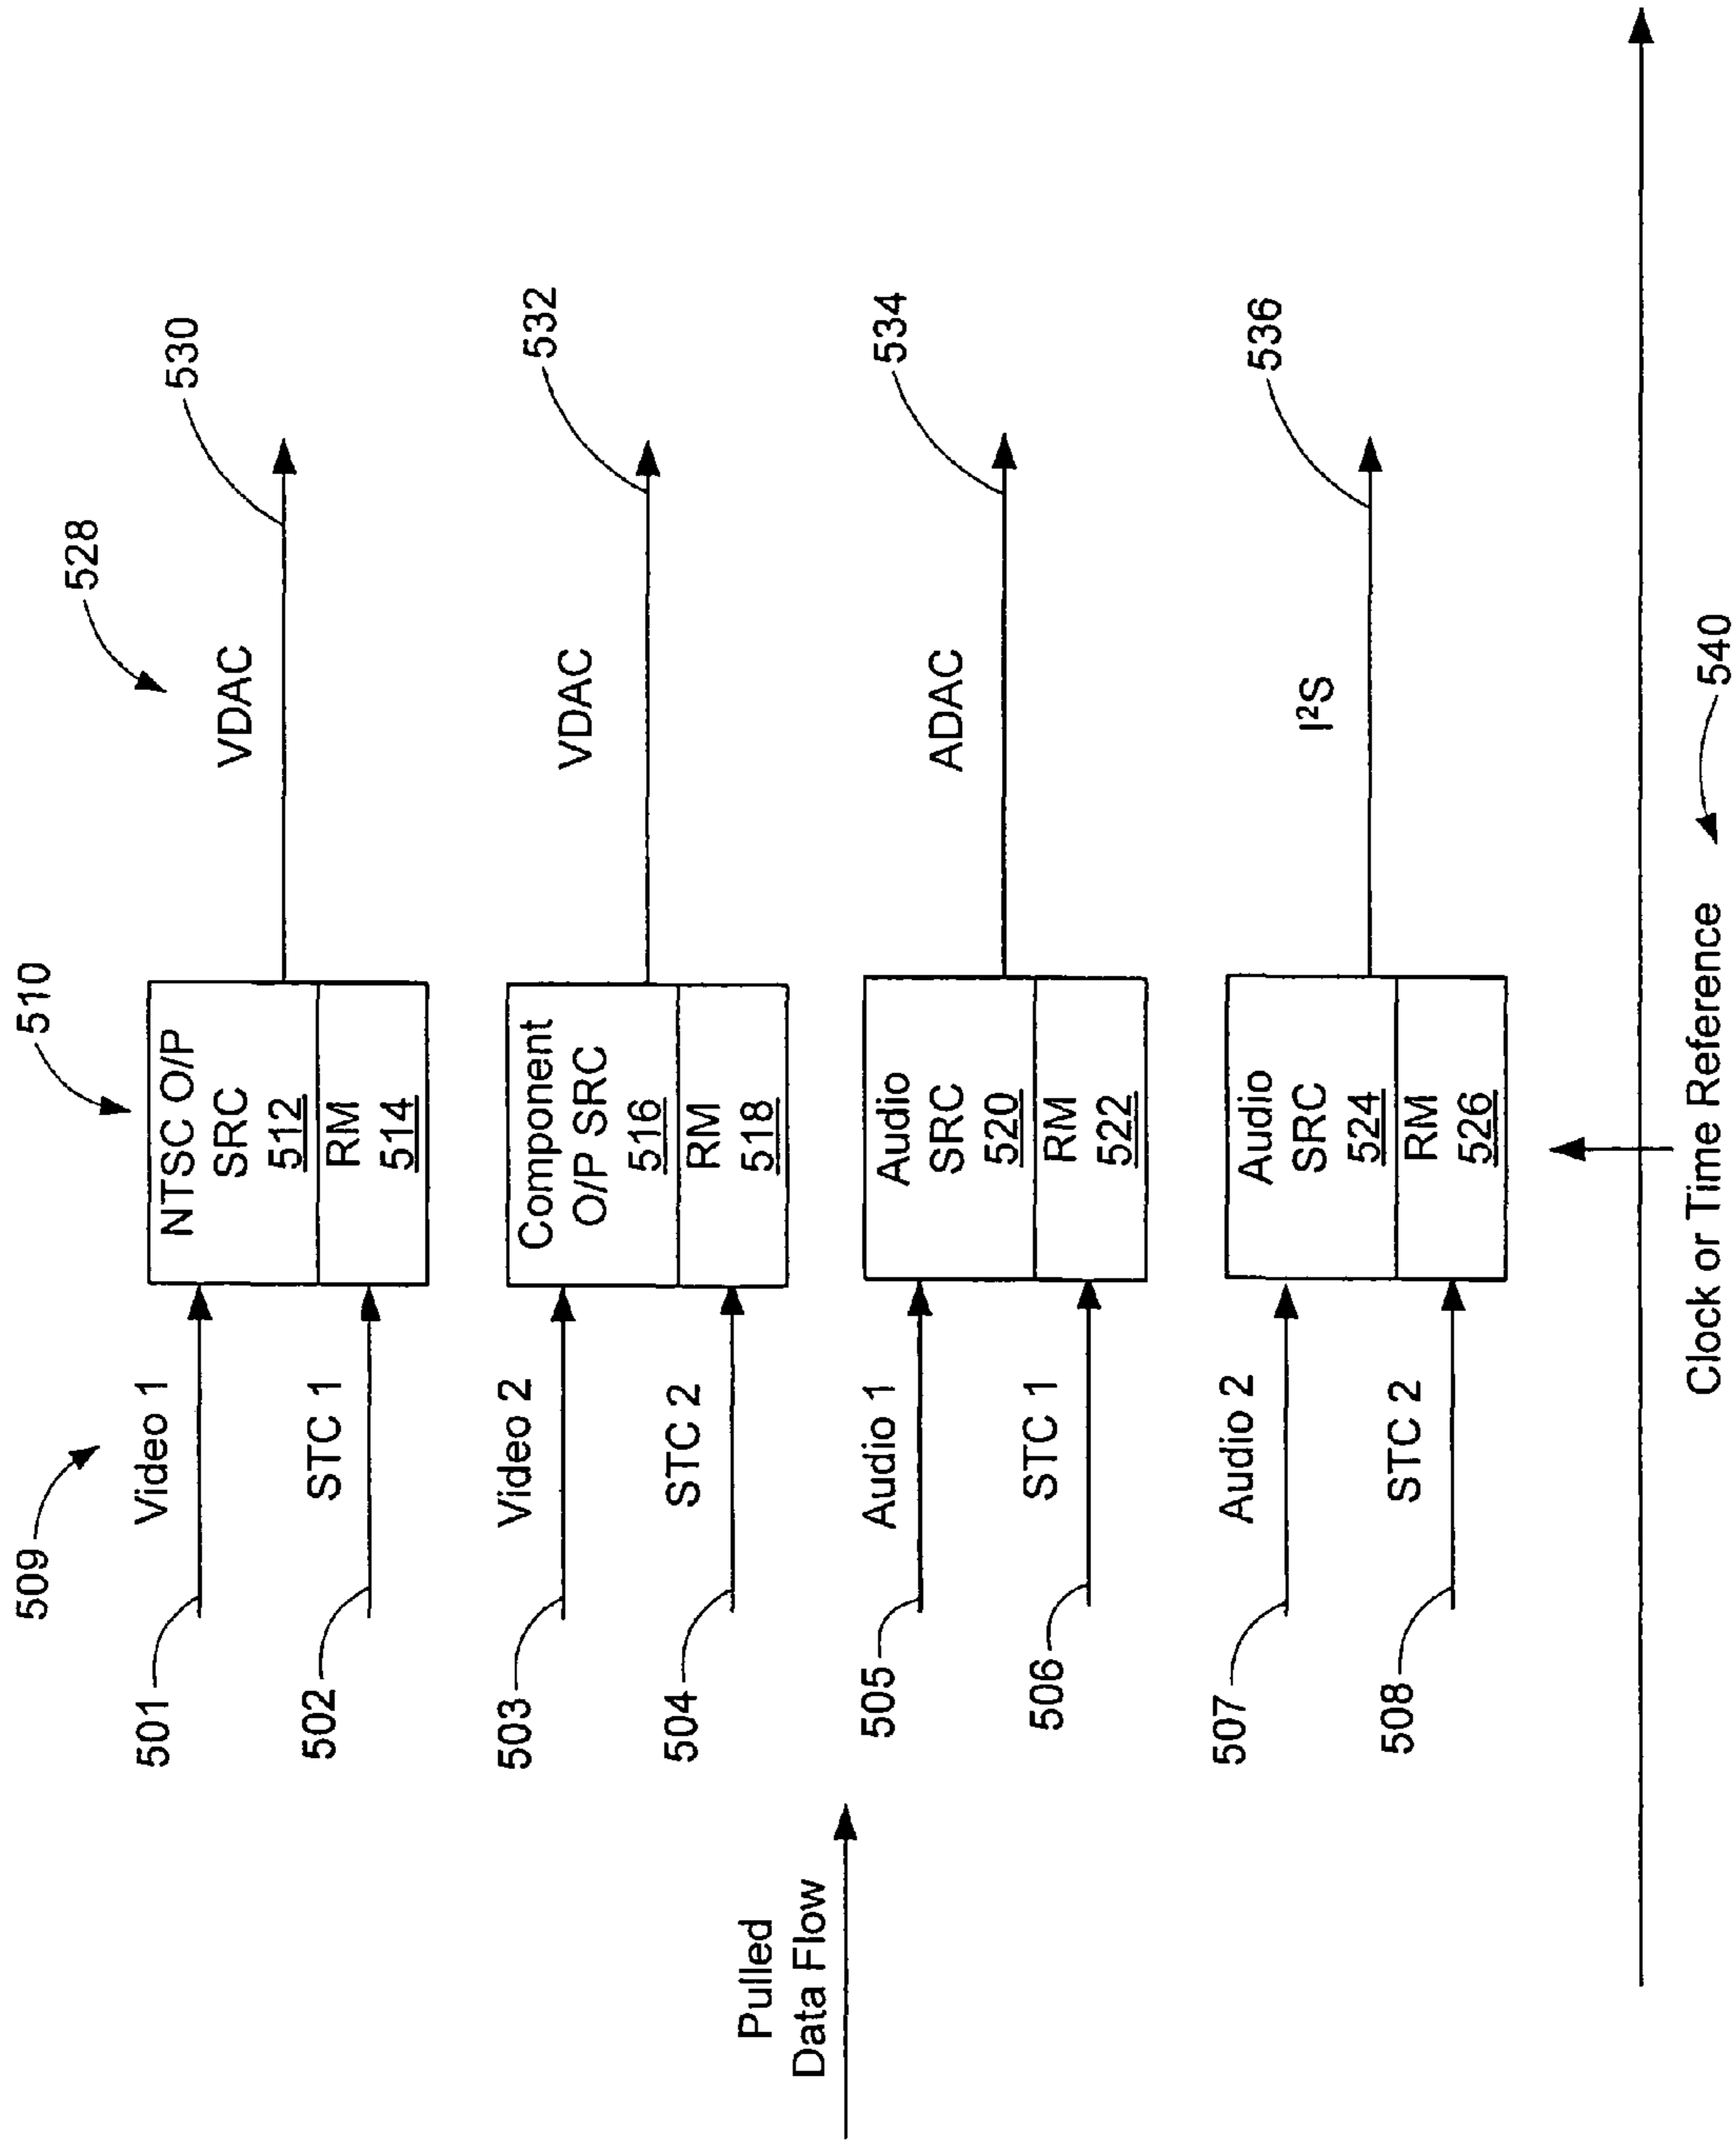 509
510
528
501
Video 1
NTSC O/P
SRC
512
VDAC
530
502
STC 1
RM
514
503
Video 2
Component
O/P SRC
516
VDAC
532
504
STC 2
RM
518
Pulled
Data Flow
505
Audio 1
Audio
SRC
520
ADAC
534
506
STC 1
RM
522
507
Audio 2
Audio
SRC
524
I²S
536
508
STC 2
RM
526
Clock or Time Reference
540